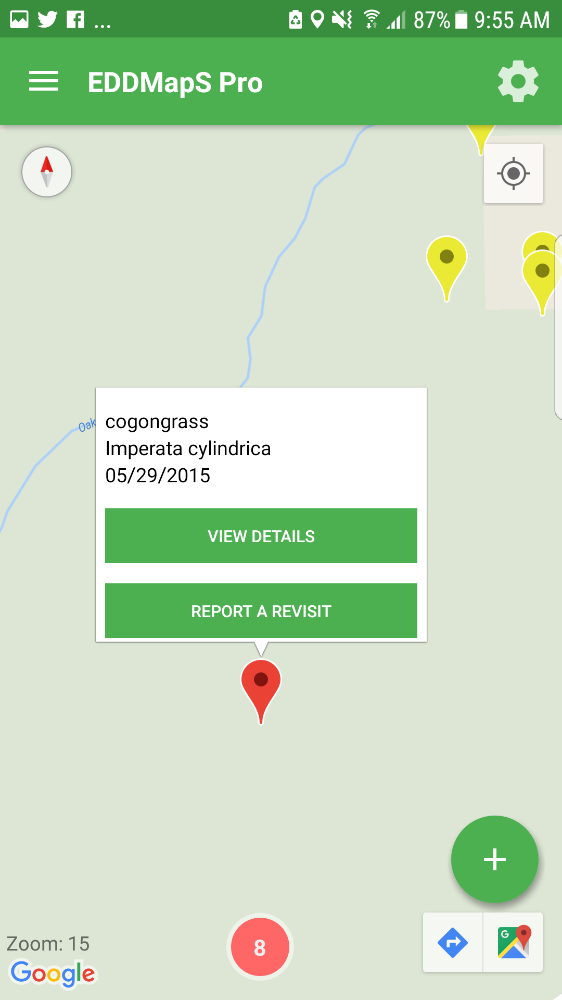 ... 87% 9:55 AM
EDDMapS Pro
Oak
cogongrass
Imperata cylindrica
05/29/2015
VIEW DETAILS
REPORT A REVISIT
+
8
Zoom: 15
G
Google